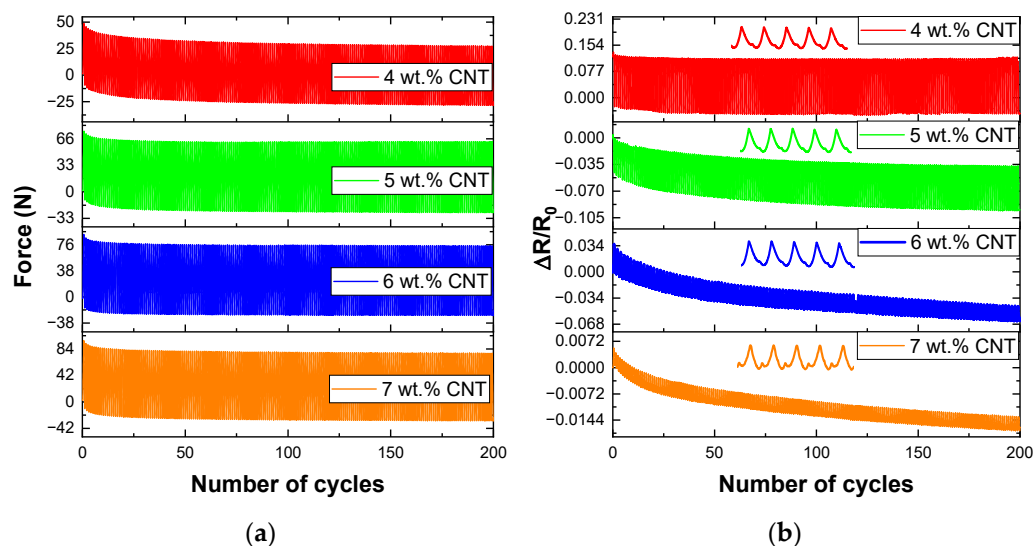 50
25
0
−25
4 wt.% CNT
66
33
0
−33
5 wt.% CNT
76
38
0
−38
6 wt.% CNT
84
42
0
−42
7 wt.% CNT
Force (N)
0 50 100 150 200
Number of cycles
(a)
0.231
0.154
0.077
0.000
4 wt.% CNT
0.000
−0.035
−0.070
−0.105
5 wt.% CNT
0.034
0.000
−0.034
−0.068
6 wt.% CNT
0.0072
0.0000
−0.0072
−0.0144
7 wt.% CNT
ΔR/R0
0 50 100 150 200
Number of cycles
(b)